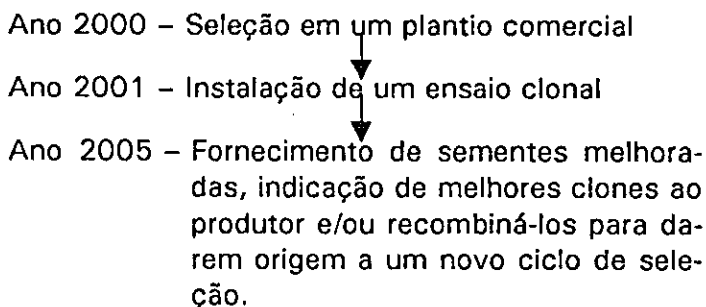 Ano 2000 – Seleção em um plantio comercial
Ano 2001 – Instalação de um ensaio clonal
Ano 2005 – Fornecimento de sementes melhora-
das, indicação de melhores clones ao
produtor e/ou recombiná-los para da-
rem origem a um novo ciclo de sele-
ção.